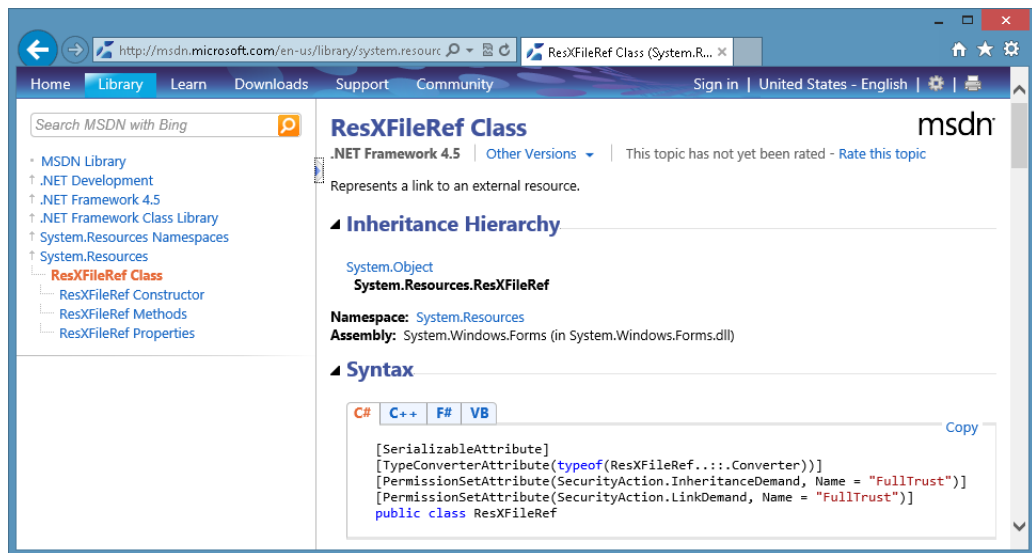 http://msdn.microsoft.com/en-us/library/system.resourc
ResXFileRef Class (System.R...
Home Library Learn Downloads Support Community Sign in | United States - English | |
Search MSDN with Bing
MSDN Library
.NET Development
.NET Framework 4.5
.NET Framework Class Library
System.Resources Namespaces
System.Resources
ResXFileRef Class
ResXFileRef Constructor
ResXFileRef Methods
ResXFileRef Properties
msdn
ResXFileRef Class
.NET Framework 4.5 | Other Versions | This topic has not yet been rated - Rate this topic
Represents a link to an external resource.
Inheritance Hierarchy
System.Object
System.Resources.ResXFileRef
Namespace: System.Resources
Assembly: System.Windows.Forms (in System.Windows.Forms.dll)
Syntax
C# C++ F# VB
Copy
[SerializableAttribute]
[TypeConverterAttribute(typeof(ResXFileRef..::.Converter))]
[PermissionSetAttribute(SecurityAction.InheritanceDemand, Name = "FullTrust")]
[PermissionSetAttribute(SecurityAction.LinkDemand, Name = "FullTrust")]
public class ResXFileRef